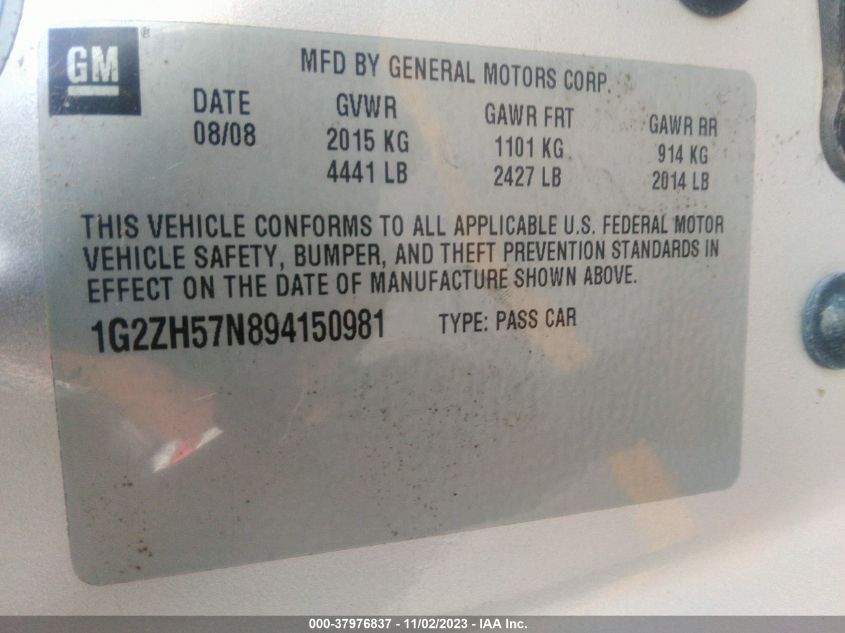 GM ®
MFD BY GENERAL MOTORS CORP.
DATE GVWR GAWR FRT GAWR RR
08/08 2015 KG 1101 KG 914 KG
4441 LB 2427 LB 2014 LB
THIS VEHICLE CONFORMS TO ALL APPLICABLE U.S. FEDERAL MOTOR
VEHICLE SAFETY, BUMPER, AND THEFT PREVENTION STANDARDS IN
EFFECT ON THE DATE OF MANUFACTURE SHOWN ABOVE.
1G2ZH57N894150981 TYPE: PASS CAR
000-37976837 - 11/02/2023 - IAA Inc.